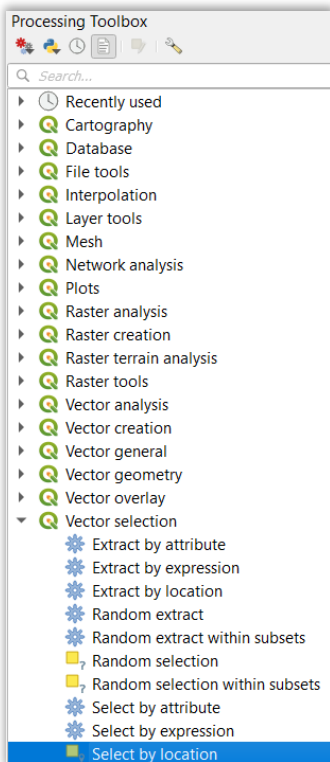 Processing Toolbox
Search...
Recently used
Cartography
Database
File tools
Interpolation
Layer tools
Mesh
Network analysis
Plots
Raster analysis
Raster creation
Raster terrain analysis
Raster tools
Vector analysis
Vector creation
Vector general
Vector geometry
Vector overlay
Vector selection
Extract by attribute
Extract by expression
Extract by location
Random extract
Random extract within subsets
Random selection
Random selection within subsets
Select by attribute
Select by expression
Select by location